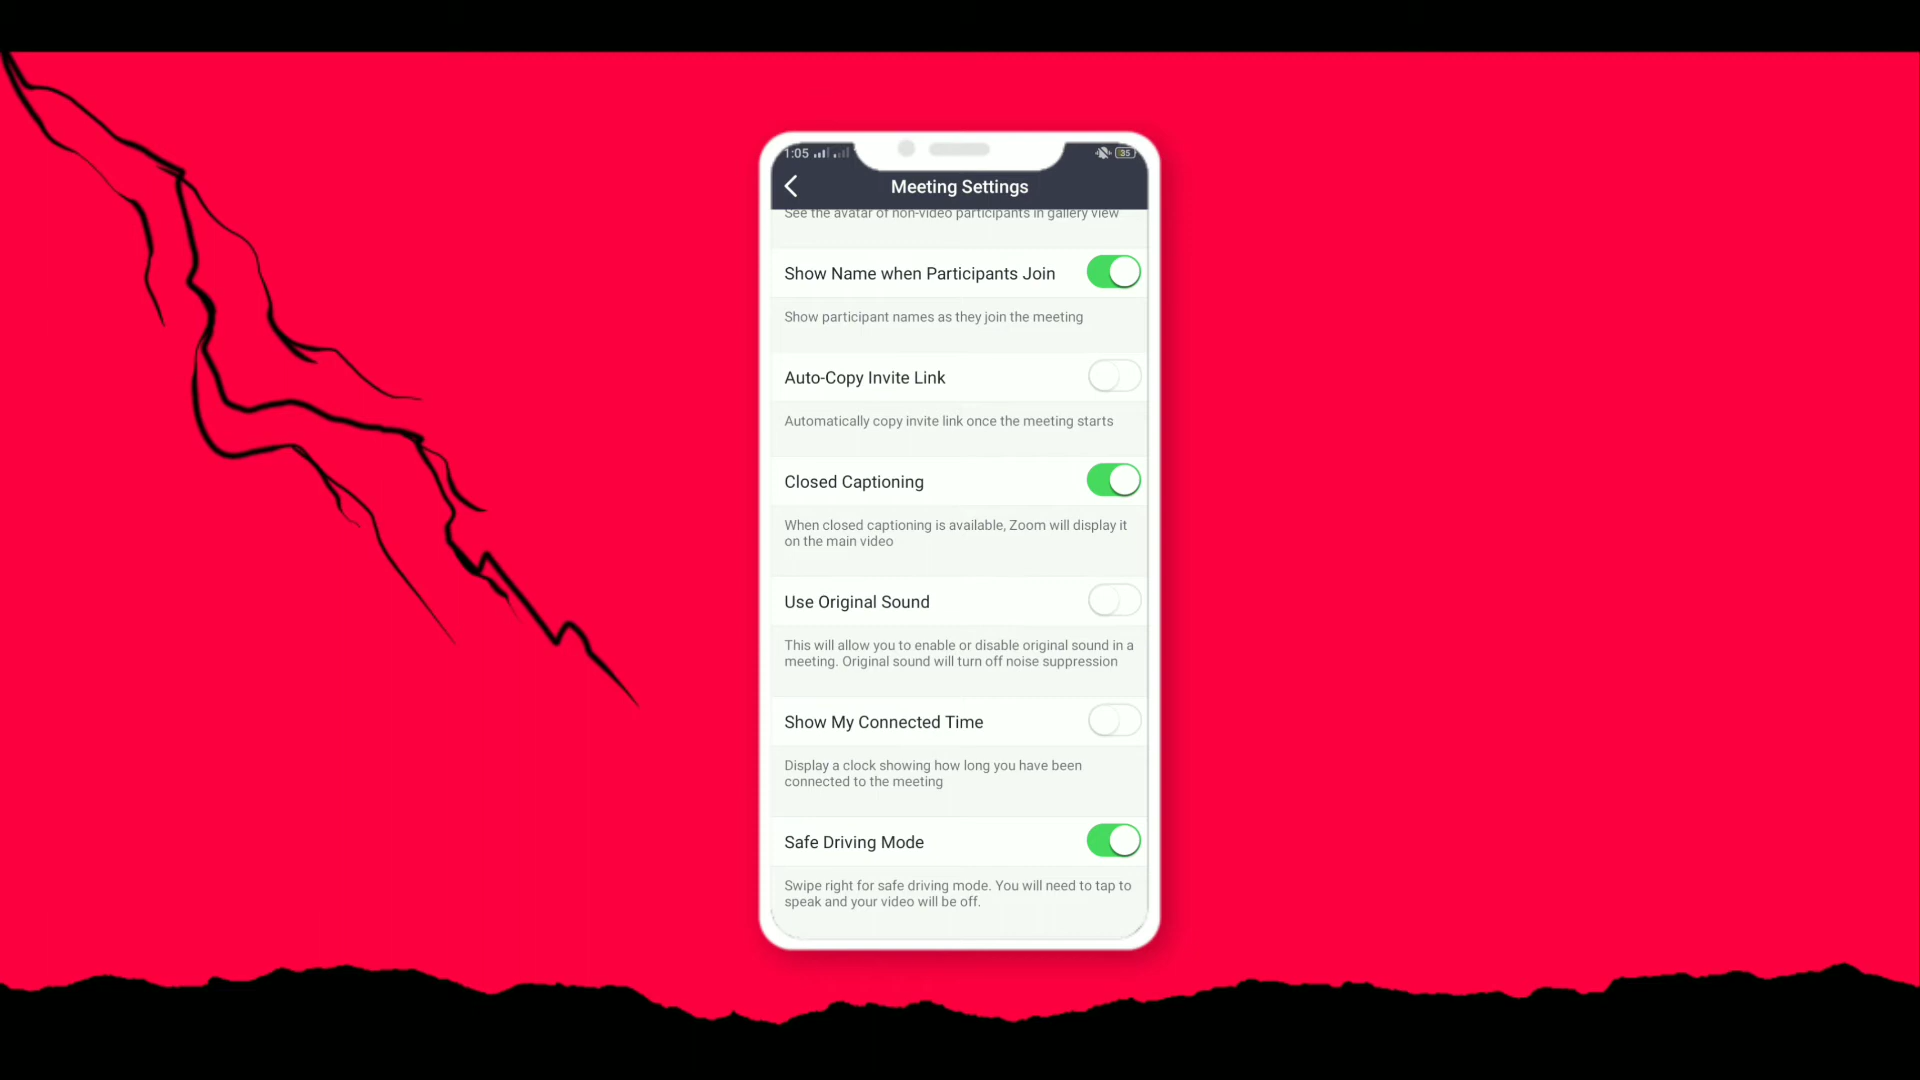 1:05
35
Meeting Settings
See the avatar of non-video participants in gallery view
Show Name when Participants Join
Show participant names as they join the meeting
Auto-Copy Invite Link
Automatically copy invite link once the meeting starts
Closed Captioning
When closed captioning is available, Zoom will display it
on the main video
Use Original Sound
This will allow you to enable or disable original sound in a
meeting. Original sound will turn off noise suppression
Show My Connected Time
Display a clock showing how long you have been
connected to the meeting
Safe Driving Mode
Swipe right for safe driving mode. You will need to tap to
speak and your video will be off.